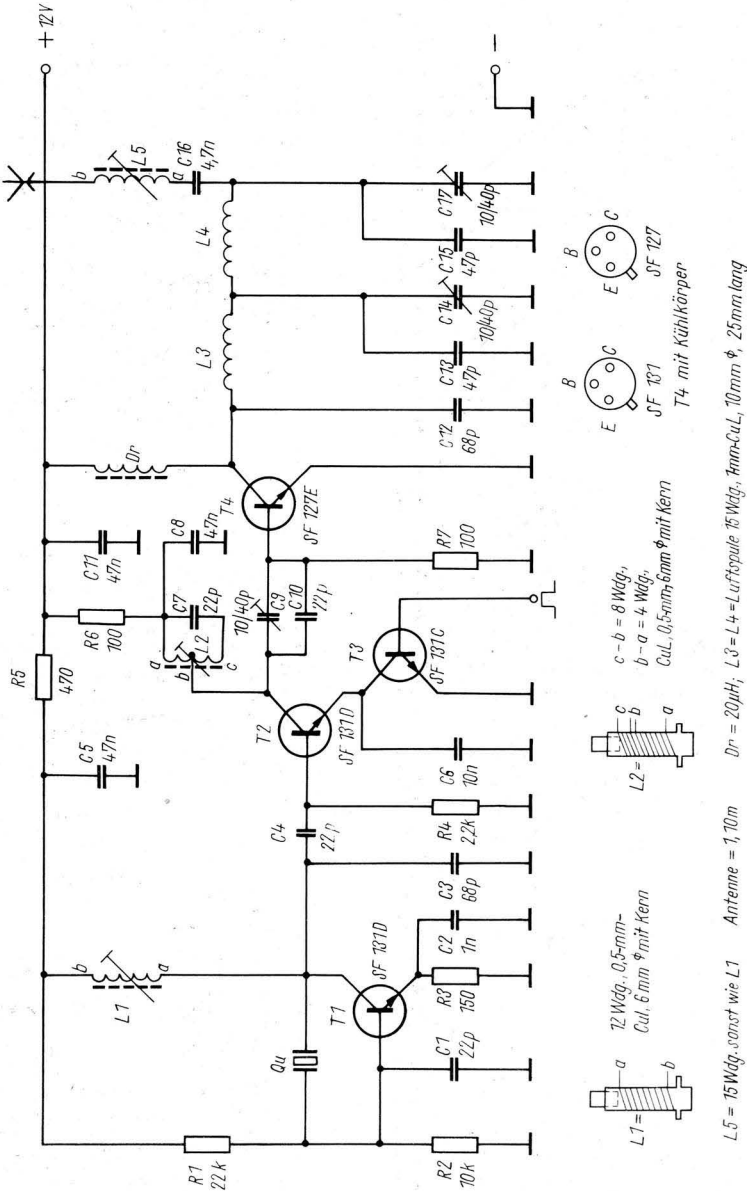 +12V
R5
470
R1
22k
R2
10k
Qu
L1
b
a
T1
SF 131D
C1
22p
R3
150
C2
1n
C3
68p
C4
22p
R4
2,2k
C5
47n
T2
SF 131D
C6
10n
T3
SF 131C
R6
100
a
b
c
L2
C7
22p
C8
47n
10/40p
C9
C10
22p
C11
47n
T4
SF 127E
R7
100
Dr
L3
L4
C12
68p
C13
47p
C14
10/40p
C15
47p
C17
10/40p
b
L5
a
C16
4,7n
−
L1=
a
b
12 Wdg., 0,5-mm-
Cul, 6 mm ϕ mit Kern
L2=
c
b
a
c-b = 8 Wdg.,
b-a = 4 Wdg.,
CuL, 0,5mm, 6mm ϕ mit Kern
B
E
C
SF 131
B
E
C
SF 127
T4 mit Kühlkörper
L5 = 15 Wdg. sonst wie L1 Antenne = 1,10m Dr = 20µH; L3 = L4 = Luftspule 15 Wdg., 1mm-CuL, 10mm ϕ, 25mm lang